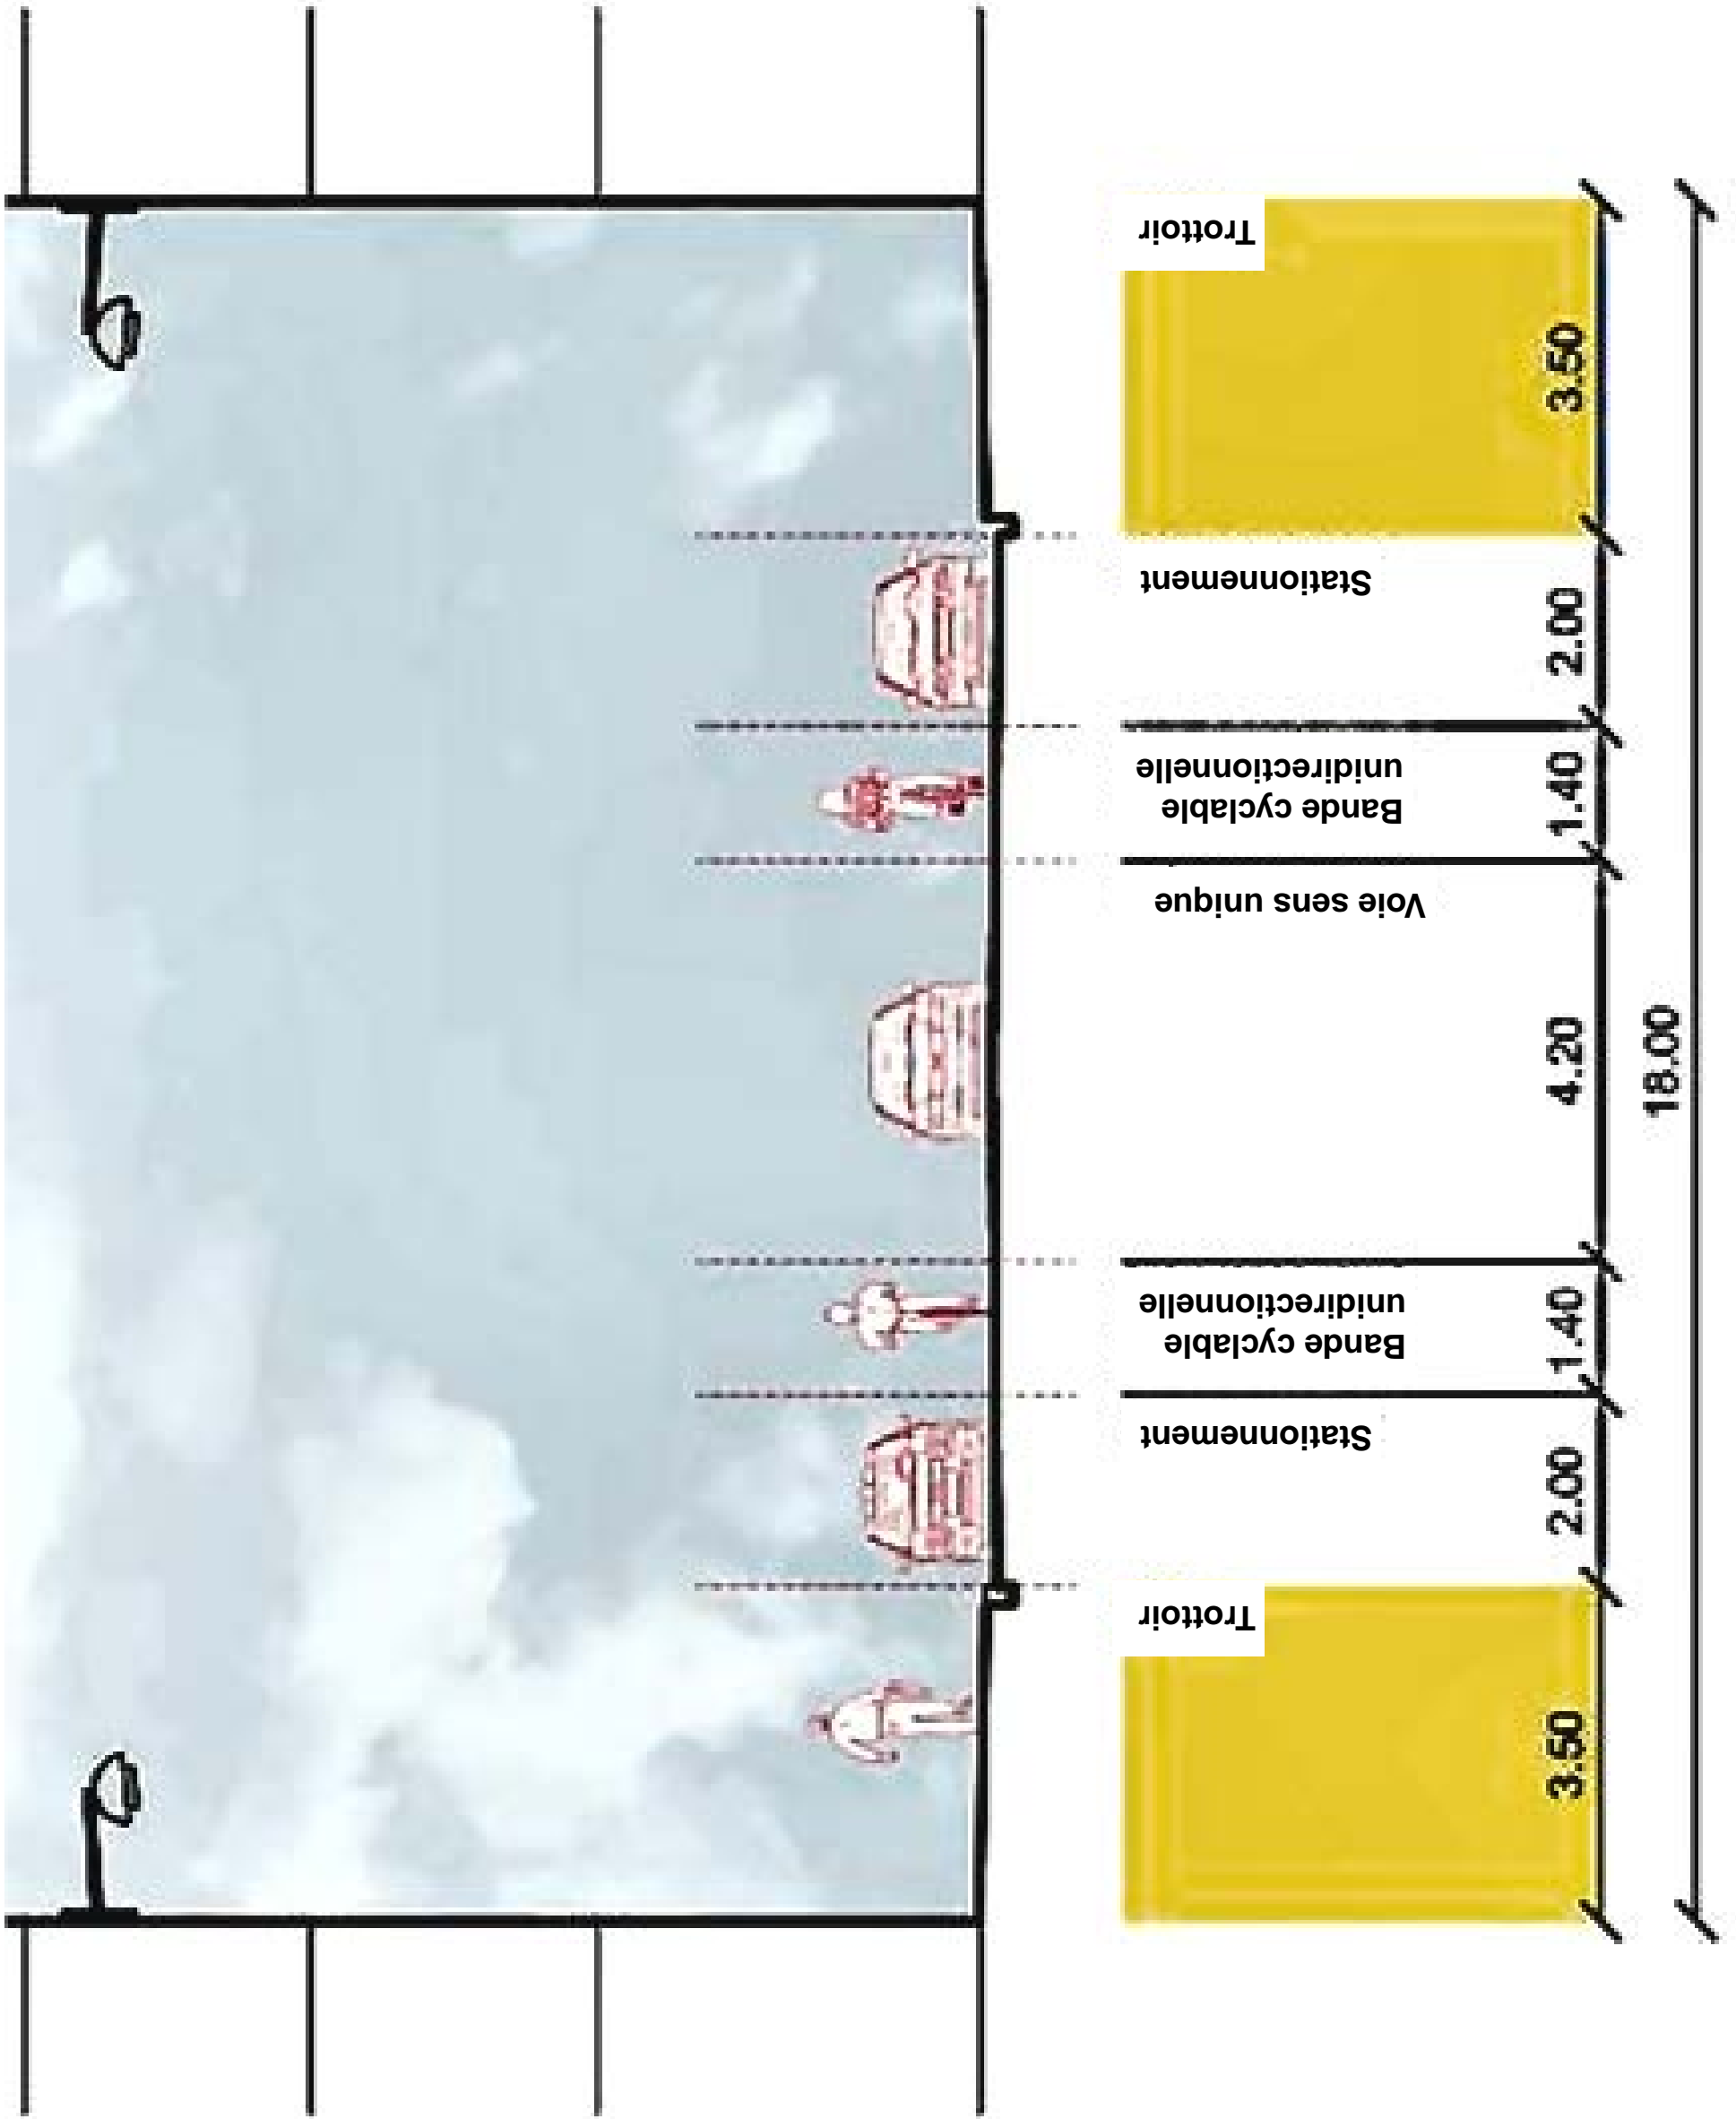 Trottoir
Stationnement
Bande cyclable
unidirectionnelle
Voie sens unique
Bande cyclable
unidirectionnelle
Stationnement
Trottoir
3.50
2.00
1.40
4.20
1.40
2.00
3.50
18.00